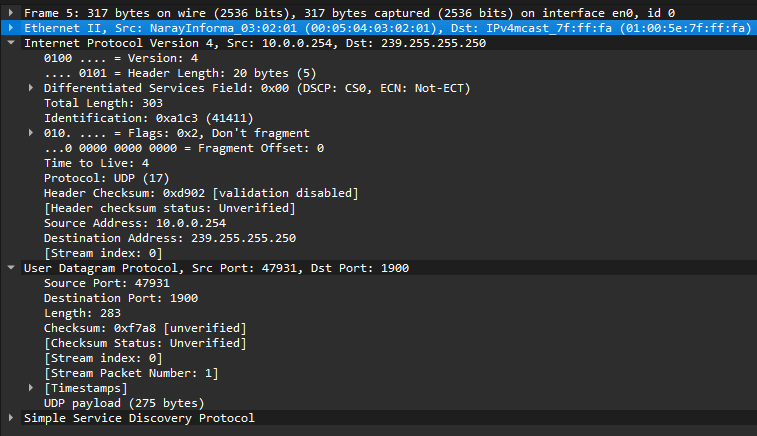 Frame 5: 317 bytes on wire (2536 bits), 317 bytes captured (2536 bits) on interface en0, id 0
Ethernet II, Src: NarayInforma_03:02:01 (00:05:04:03:02:01), Dst: IPv4mcast_7f:ff:fa (01:00:5e:7f:ff:fa)
Internet Protocol Version 4, Src: 10.0.0.254, Dst: 239.255.255.250
0100 .... = Version: 4
.... 0101 = Header Length: 20 bytes (5)
Differentiated Services Field: 0x00 (DSCP: CS0, ECN: Not-ECT)
Total Length: 303
Identification: 0xa1c3 (41411)
010. .... = Flags: 0x2, Don't fragment
...0 0000 0000 0000 = Fragment Offset: 0
Time to Live: 4
Protocol: UDP (17)
Header Checksum: 0xd902 [validation disabled]
[Header checksum status: Unverified]
Source Address: 10.0.0.254
Destination Address: 239.255.255.250
[Stream index: 0]
User Datagram Protocol, Src Port: 47931, Dst Port: 1900
Source Port: 47931
Destination Port: 1900
Length: 283
Checksum: 0xf7a8 [unverified]
[Checksum Status: Unverified]
[Stream index: 0]
[Stream Packet Number: 1]
[Timestamps]
UDP payload (275 bytes)
Simple Service Discovery Protocol